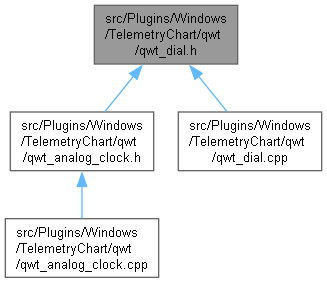 src/Plugins/Windows
/TelemetryChart/qwt
/qwt_dial.h
src/Plugins/Windows
/TelemetryChart/qwt
/qwt_analog_clock.h
src/Plugins/Windows
/TelemetryChart/qwt
/qwt_dial.cpp
src/Plugins/Windows
/TelemetryChart/qwt
/qwt_analog_clock.cpp